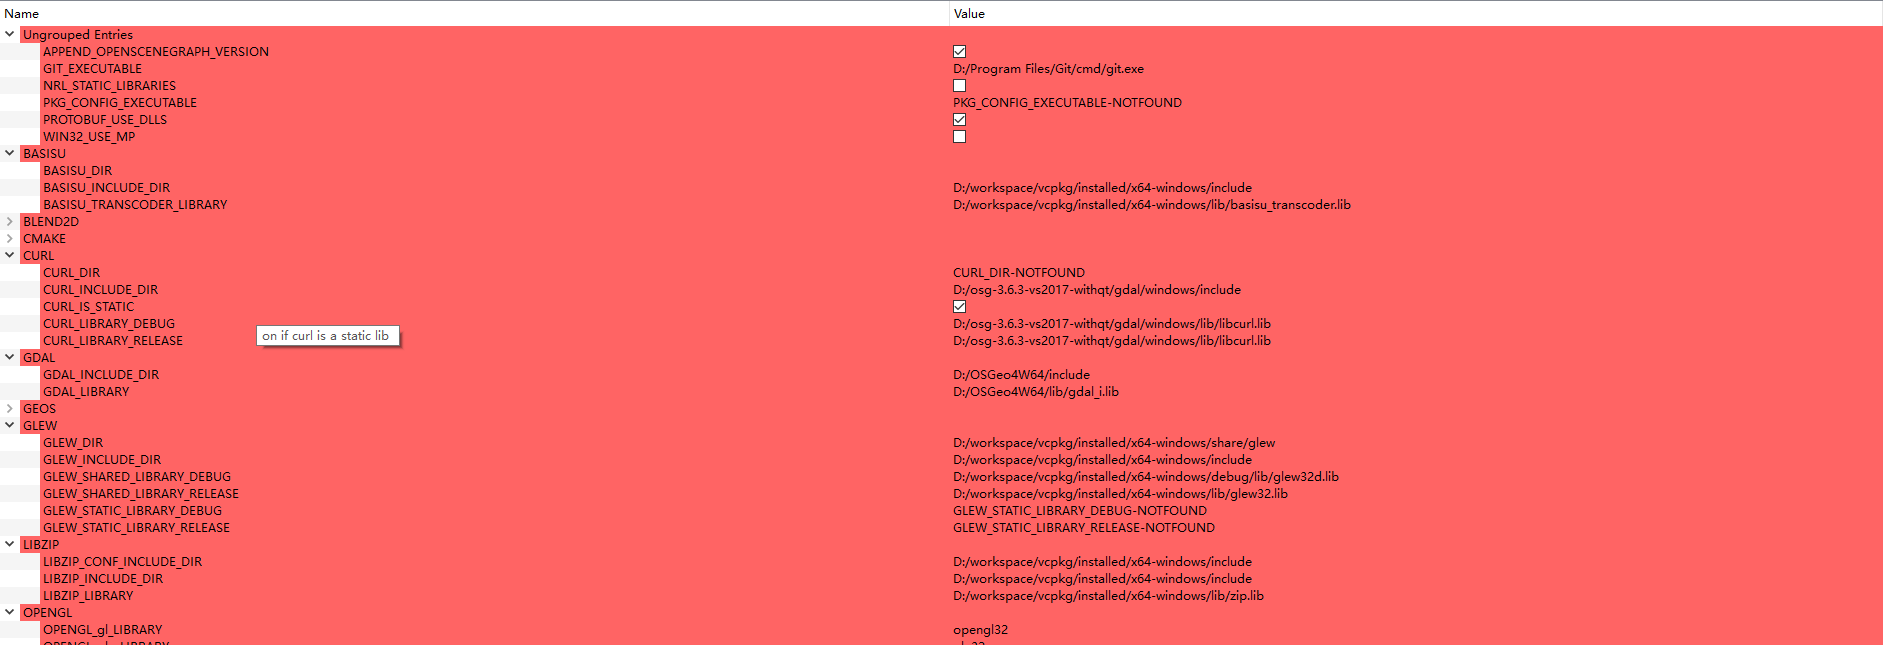 Name Value
Ungrouped Entries
APPEND_OPENSCENEGRAPH_VERSION
GIT_EXECUTABLE D:/Program Files/Git/cmd/git.exe
NRL_STATIC_LIBRARIES
PKG_CONFIG_EXECUTABLE PKG_CONFIG_EXECUTABLE-NOTFOUND
PROTOBUF_USE_DLLS
WIN32_USE_MP
BASISU
BASISU_DIR
BASISU_INCLUDE_DIR D:/workspace/vcpkg/installed/x64-windows/include
BASISU_TRANSCODER_LIBRARY D:/workspace/vcpkg/installed/x64-windows/lib/basisu_transcoder.lib
BLEND2D
CMAKE
CURL
CURL_DIR CURL_DIR-NOTFOUND
CURL_INCLUDE_DIR D:/osg-3.6.3-vs2017-withqt/gdal/windows/include
CURL_IS_STATIC
CURL_LIBRARY_DEBUG D:/osg-3.6.3-vs2017-withqt/gdal/windows/lib/libcurl.lib
on if curl is a static lib
CURL_LIBRARY_RELEASE D:/osg-3.6.3-vs2017-withqt/gdal/windows/lib/libcurl.lib
GDAL
GDAL_INCLUDE_DIR D:/OSGeo4W64/include
GDAL_LIBRARY D:/OSGeo4W64/lib/gdal_i.lib
GEOS
GLEW
GLEW_DIR D:/workspace/vcpkg/installed/x64-windows/share/glew
GLEW_INCLUDE_DIR D:/workspace/vcpkg/installed/x64-windows/include
GLEW_SHARED_LIBRARY_DEBUG D:/workspace/vcpkg/installed/x64-windows/debug/lib/glew32d.lib
GLEW_SHARED_LIBRARY_RELEASE D:/workspace/vcpkg/installed/x64-windows/lib/glew32.lib
GLEW_STATIC_LIBRARY_DEBUG GLEW_STATIC_LIBRARY_DEBUG-NOTFOUND
GLEW_STATIC_LIBRARY_RELEASE GLEW_STATIC_LIBRARY_RELEASE-NOTFOUND
LIBZIP
LIBZIP_CONF_INCLUDE_DIR D:/workspace/vcpkg/installed/x64-windows/include
LIBZIP_INCLUDE_DIR D:/workspace/vcpkg/installed/x64-windows/include
LIBZIP_LIBRARY D:/workspace/vcpkg/installed/x64-windows/lib/zip.lib
OPENGL
OPENGL_gl_LIBRARY opengl32